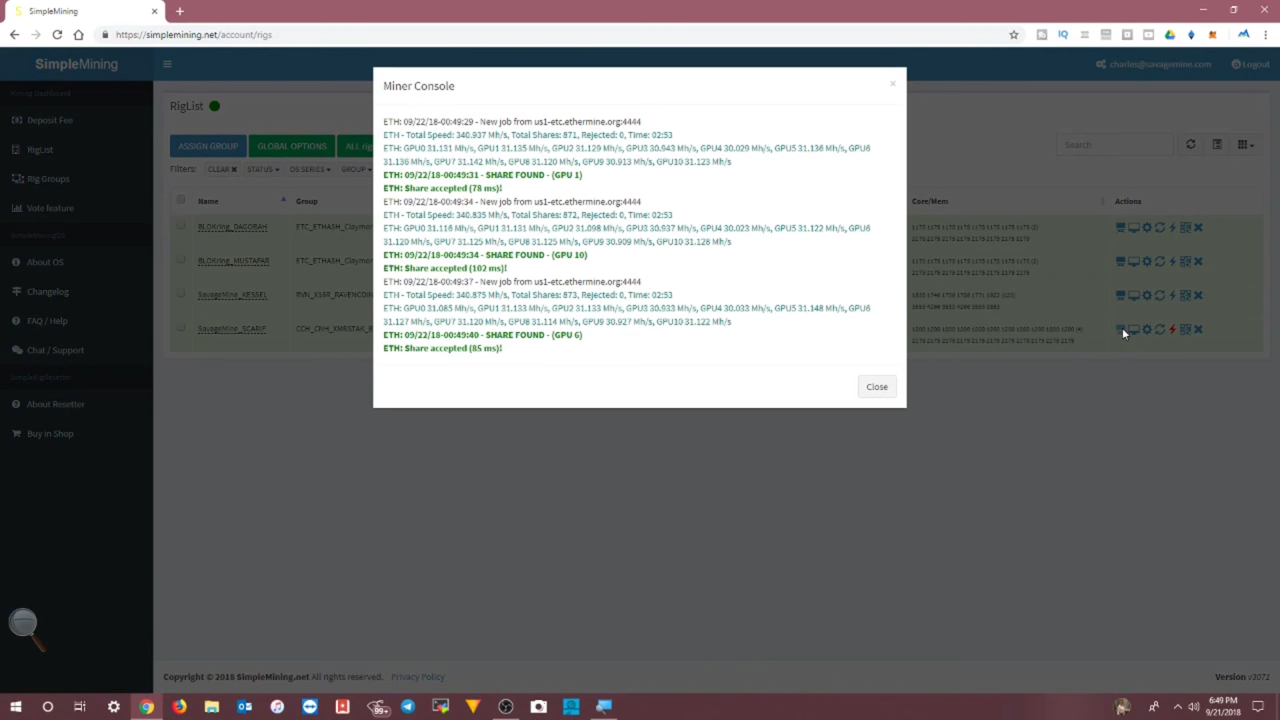 SimpleMining
https://simplemining.net/account/rigs
SimpleMining
charles@savagemine.com
Logout
Mining Dashboard
Deposit Fee
RigList
Rig Groups
Vote feature
SimpleMiningOS
About OS
Changelog
FAQ / Help
Chat / Support
SimpleRigResetter
About Resetter
Buy in Shop
RigList
ASSIGN GROUP
GLOBAL OPTIONS
ALL ri
Search
Filters:
CLEAR
STATUS
OS SERIES
GROUP
Name
Group
Core/Mem
Actions
BLOKring_DAGOBAH
ETC_ETHASH_Claymor
BLOKring_MUSTAFAR
ETC_ETHASH_Claymor
SavageMine_KESSEL
SavageMine_SCARIF
Miner Console
×
ETH: 09/22/18-00:49:29 - New job from us1-etc.ethermine.org:4444
ETH - Total Speed: 340.937 Mh/s, Total Shares: 871, Rejected: 0, Time: 02:53
ETH: GPU0 31.131 Mh/s, GPU1 31.135 Mh/s, GPU2 31.129 Mh/s, GPU3 30.943 Mh/s, GPU4 30.029 Mh/s, GPU5 31.136 Mh/s, GPU6
31.136 Mh/s, GPU7 31.142 Mh/s, GPU8 31.120 Mh/s, GPU9 30.913 Mh/s, GPU10 31.123 Mh/s
ETH: 09/22/18-00:49:31 - SHARE FOUND - (GPU 1)
ETH: Share accepted (78 ms)!
ETH: 09/22/18-00:49:34 - New job from us1-etc.ethermine.org:4444
ETH - Total Speed: 340.835 Mh/s, Total Shares: 872, Rejected: 0, Time: 02:53
ETH: GPU0 31.116 Mh/s, GPU1 31.131 Mh/s, GPU2 31.098 Mh/s, GPU3 30.937 Mh/s, GPU4 30.023 Mh/s, GPU5 31.122 Mh/s, GPU6
31.120 Mh/s, GPU7 31.125 Mh/s, GPU8 31.125 Mh/s, GPU9 30.909 Mh/s, GPU10 31.128 Mh/s
ETH: 09/22/18-00:49:34 - SHARE FOUND - (GPU 10)
ETH: Share accepted (102 ms)!
ETH: 09/22/18-00:49:37 - New job from us1-etc.ethermine.org:4444
ETH - Total Speed: 340.875 Mh/s, Total Shares: 873, Rejected: 0, Time: 02:53
ETH: GPU0 31.085 Mh/s, GPU1 31.133 Mh/s, GPU2 31.133 Mh/s, GPU3 30.933 Mh/s, GPU4 30.033 Mh/s, GPU5 31.148 Mh/s, GPU6
31.127 Mh/s, GPU7 31.120 Mh/s, GPU8 31.114 Mh/s, GPU9 30.927 Mh/s, GPU10 31.122 Mh/s
ETH: 09/22/18-00:49:40 - SHARE FOUND - (GPU 6)
ETH: Share accepted (85 ms)!
Close
Copyright © 2018 SimpleMining.net All rights reserved. Privacy Policy
Version v3072
99+
6:49 PM
9/21/2018